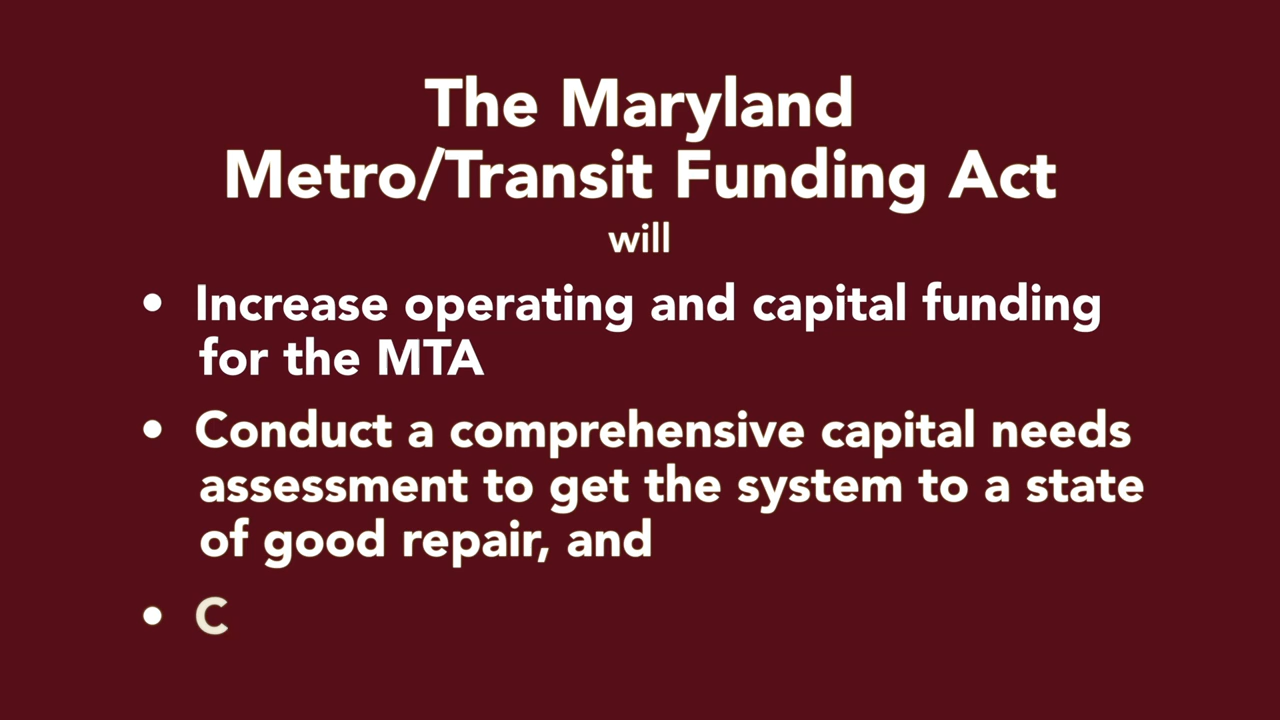 The Maryland
Metro/Transit Funding Act
will
• Increase operating and capital funding
for the MTA
• Conduct a comprehensive capital needs
assessment to get the system to a state
of good repair, and
• C